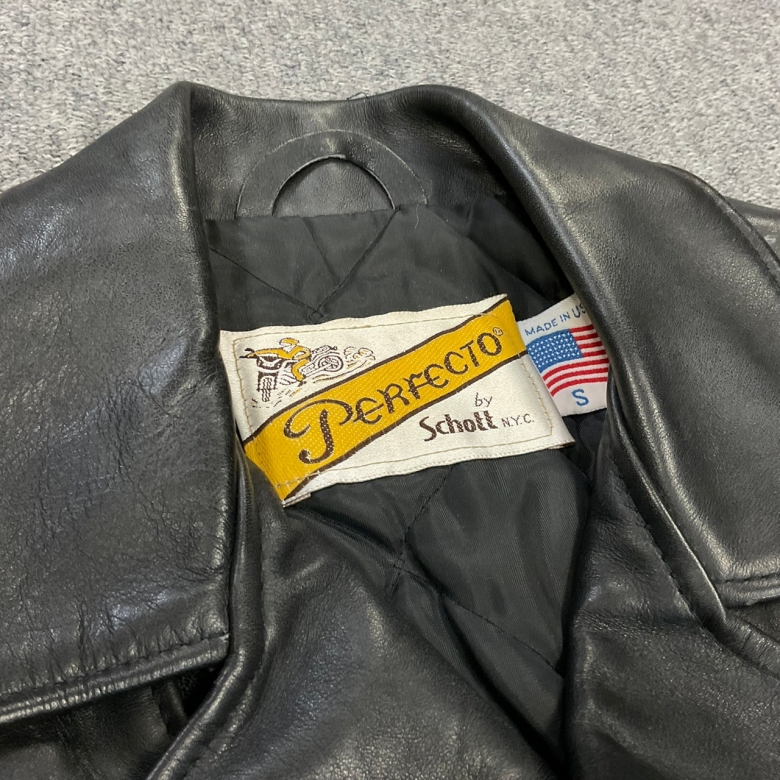 PERFECTO®
by
Schott N.Y.C.
MADE IN US
S